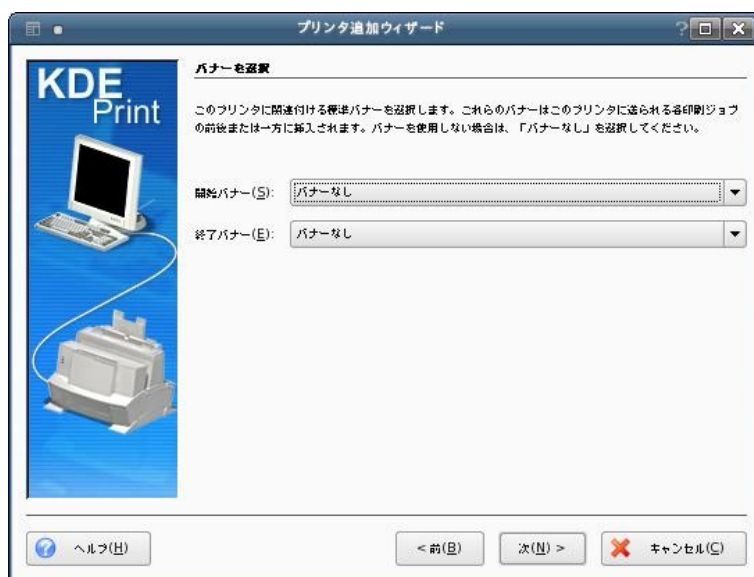 プリンタ追加ウィザード
KDE
Print
バナーを選択
このプリンタに関連付ける標準バナーを選択します。これらのバナーはこのプリンタに送られる各印刷ジョブ
の前後または一方に挿入されます。バナーを使用しない場合は、「バナーなし」を選択してください。
開始バナー(S): バナーなし
終了バナー(E): バナーなし
ヘルプ(H) < 前(B) 次(N) > キャンセル(C)